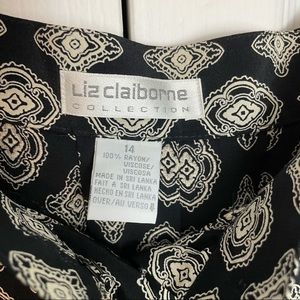 Liz claiborne
COLLECTION
14
100% RAYON/
VISCOSE/
VISCOSA
MADE IN SRI LANKA
FAIT A SRI LANKA
HECHO EN SRI LANKA
OVER/AU VERSO